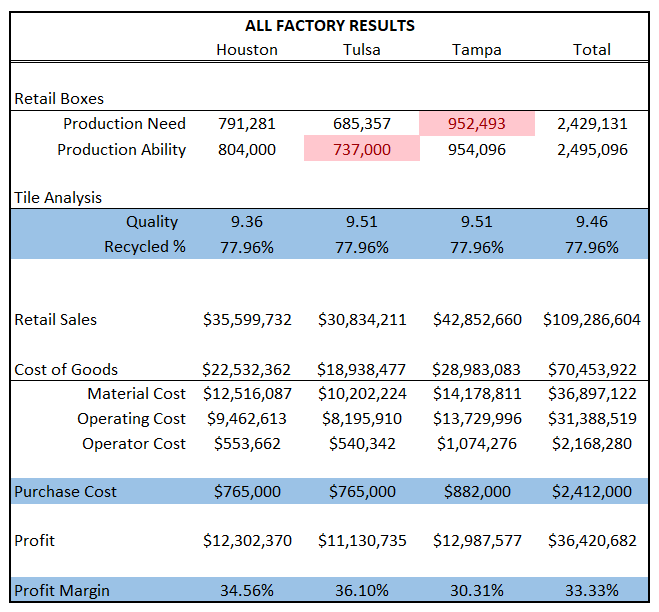 ALL FACTORY RESULTS
Houston Tulsa Tampa Total
Retail Boxes
Production Need 791,281 685,357 952,493 2,429,131
Production Ability 804,000 737,000 954,096 2,495,096
Tile Analysis
Quality 9.36 9.51 9.51 9.46
Recycled % 77.96% 77.96% 77.96% 77.96%
Retail Sales $35,599,732 $30,834,211 $42,852,660 $109,286,604
Cost of Goods $22,532,362 $18,938,477 $28,983,083 $70,453,922
Material Cost $12,516,087 $10,202,224 $14,178,811 $36,897,122
Operating Cost $9,462,613 $8,195,910 $13,729,996 $31,388,519
Operator Cost $553,662 $540,342 $1,074,276 $2,168,280
Purchase Cost $765,000 $765,000 $882,000 $2,412,000
Profit $12,302,370 $11,130,735 $12,987,577 $36,420,682
Profit Margin 34.56% 36.10% 30.31% 33.33%